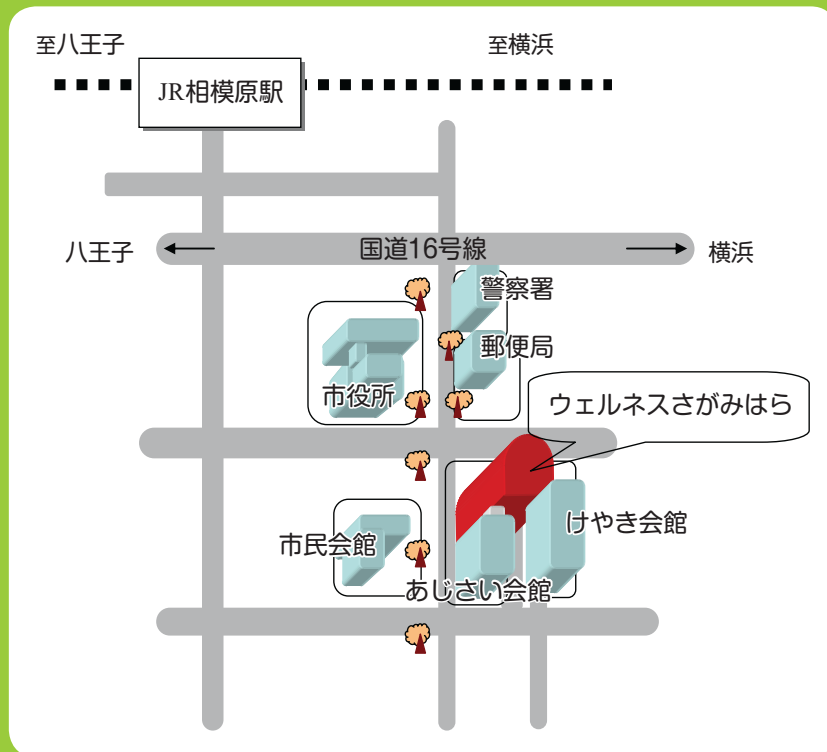 至八王子
至横浜
JR相模原駅
八王子
国道16号線
横浜
警察署
郵便局
市役所
ウェルネスさがみはら
けやき会館
市民会館
あじさい会館